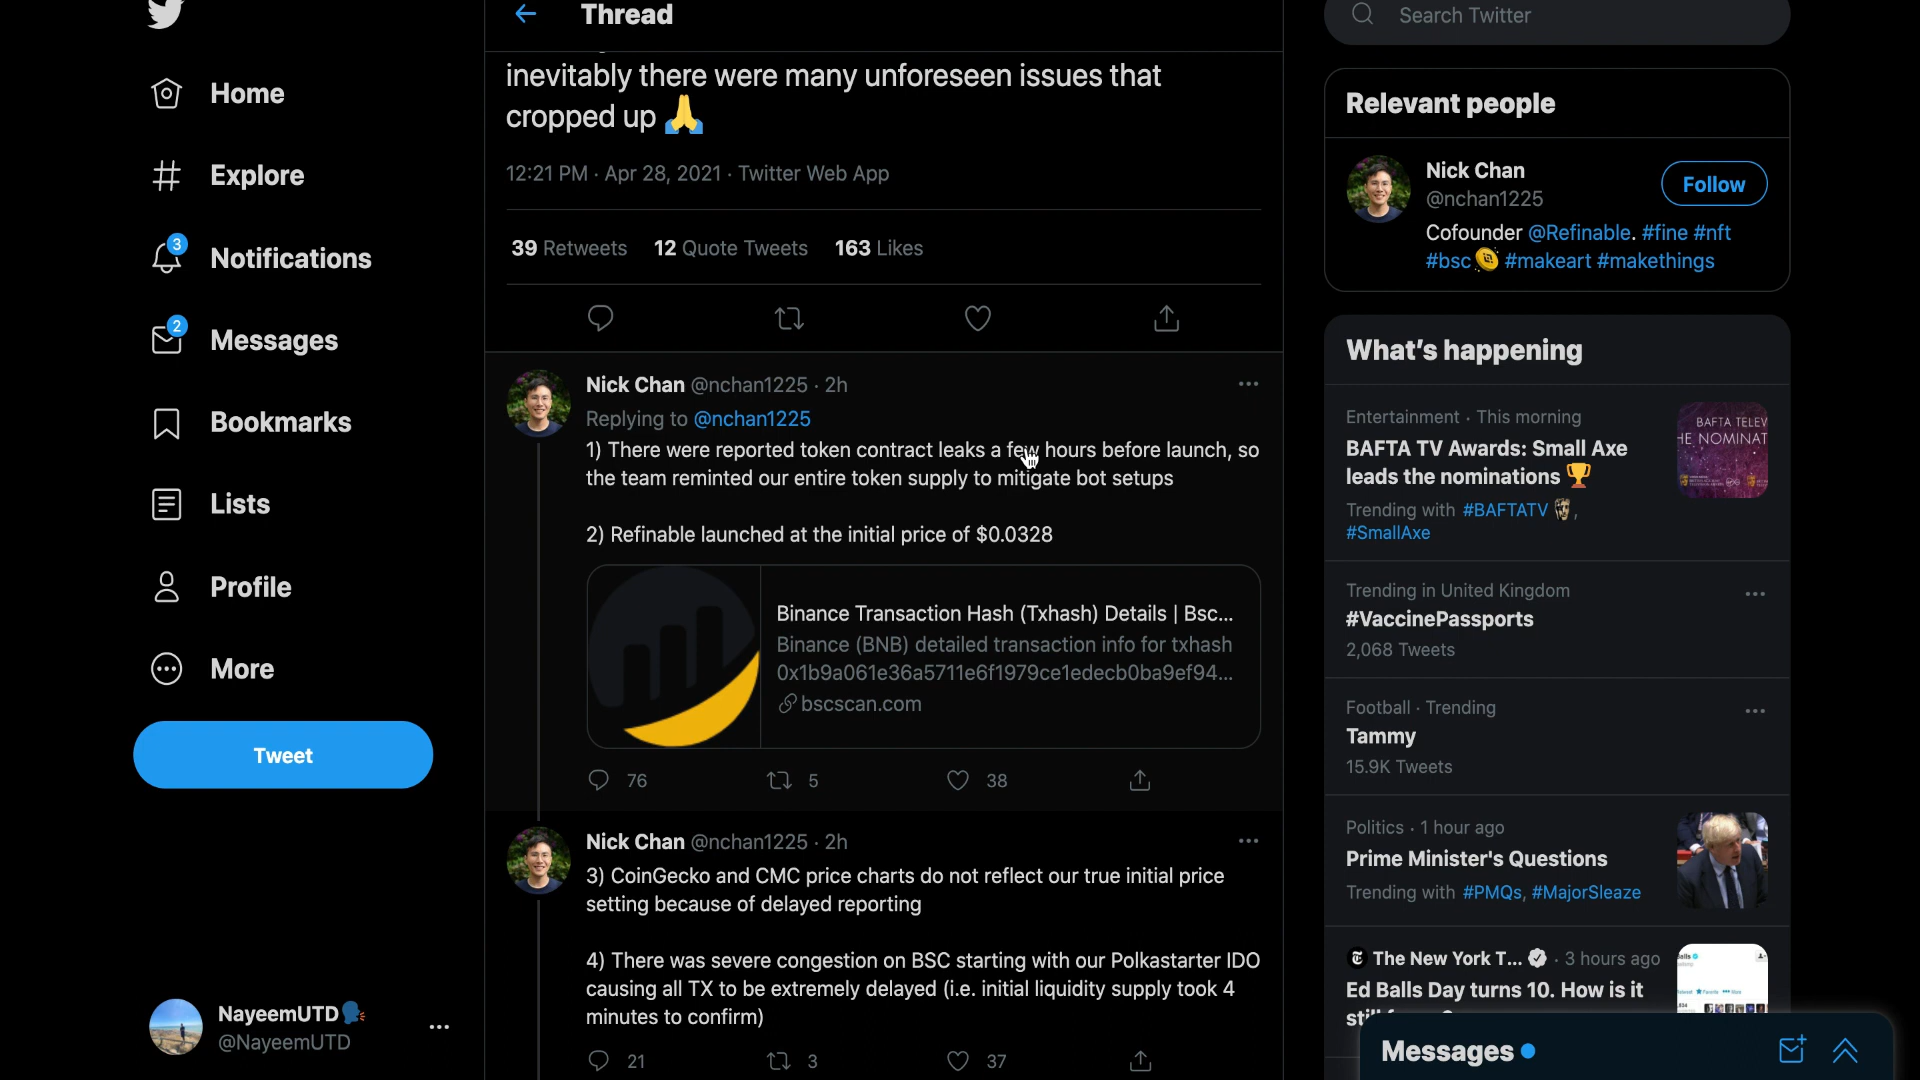 Home
Explore
3
Notifications
2
Messages
Bookmarks
Lists
Profile
More
Tweet
NayeemUTD
@NayeemUTD
Thread
inevitably there were many unforeseen issues that
cropped up
12:21 PM · Apr 28, 2021 · Twitter Web App
39 Retweets 12 Quote Tweets 163 Likes
Nick Chan @nchan1225 · 2h
Replying to @nchan1225
1) There were reported token contract leaks a few hours before launch, so
the team reminted our entire token supply to mitigate bot setups
2) Refinable launched at the initial price of $0.0328
Binance Transaction Hash (Txhash) Details | Bsc...
Binance (BNB) detailed transaction info for txhash
0x1b9a061e36a5711e6f1979ce1edecb0ba9ef94...
bscscan.com
76 5 38
Nick Chan @nchan1225 · 2h
3) CoinGecko and CMC price charts do not reflect our true initial price
setting because of delayed reporting
4) There was severe congestion on BSC starting with our Polkastarter IDO
causing all TX to be extremely delayed (i.e. initial liquidity supply took 4
minutes to confirm)
21 3 37
Search Twitter
Relevant people
Nick Chan
@nchan1225
Follow
Cofounder @Refinable. #fine #nft
#bsc #makeart #makethings
What's happening
Entertainment · This morning
BAFTA TV Awards: Small Axe
leads the nominations
Trending with #BAFTATV ,
#SmallAxe
BAFTA TELEV
HE NOMINAT
Trending in United Kingdom
#VaccinePassports
2,068 Tweets
Football · Trending
Tammy
15.9K Tweets
Politics · 1 hour ago
Prime Minister's Questions
Trending with #PMQs, #MajorSleaze
The New York T... · 3 hours ago
Ed Balls Day turns 10. How is it
Messages